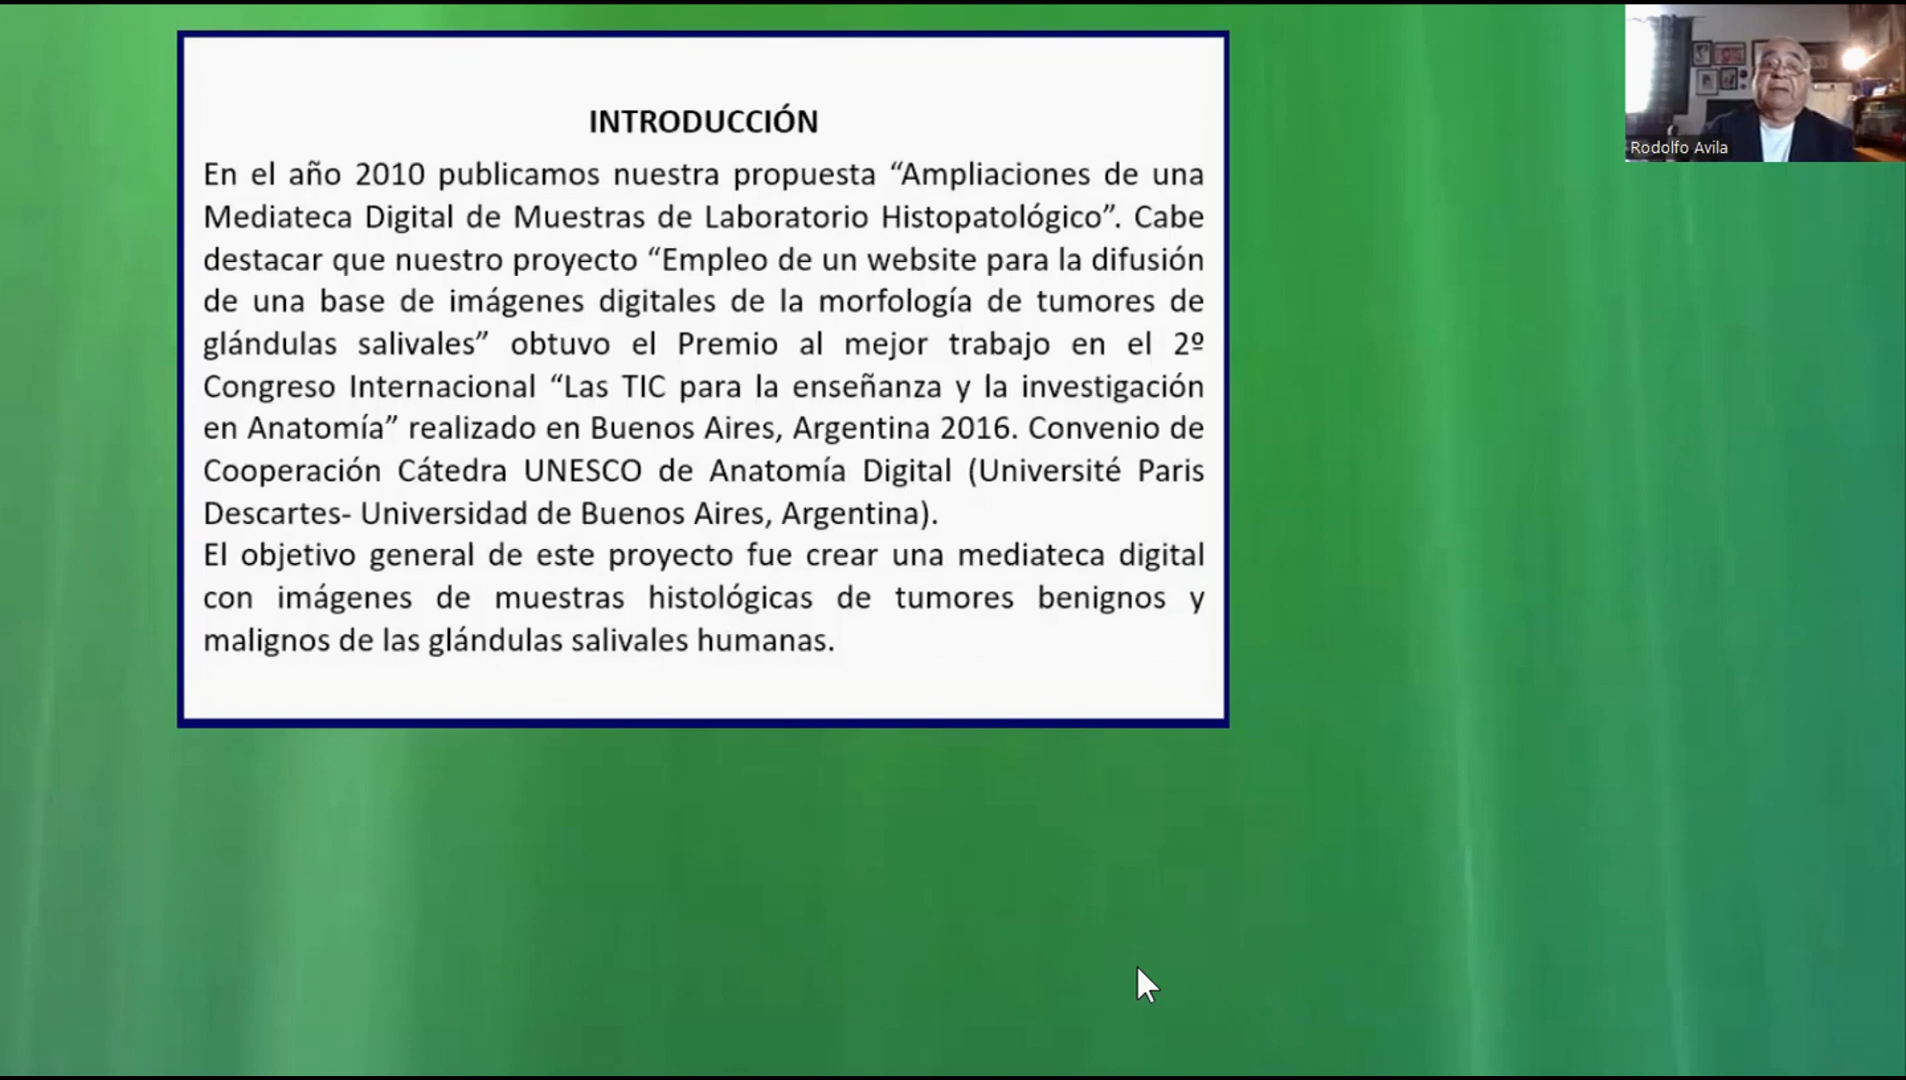 INTRODUCCIÓN
En el año 2010 publicamos nuestra propuesta “Ampliaciones de una
Mediateca Digital de Muestras de Laboratorio Histopatológico”. Cabe
destacar que nuestro proyecto “Empleo de un website para la difusión
de una base de imágenes digitales de la morfología de tumores de
glándulas salivales” obtuvo el Premio al mejor trabajo en el 2º
Congreso Internacional “Las TIC para la enseñanza y la investigación
en Anatomía” realizado en Buenos Aires, Argentina 2016. Convenio de
Cooperación Cátedra UNESCO de Anatomía Digital (Université Paris
Descartes- Universidad de Buenos Aires, Argentina).
El objetivo general de este proyecto fue crear una mediateca digital
con imágenes de muestras histológicas de tumores benignos y
malignos de las glándulas salivales humanas.
Rodolfo Avila